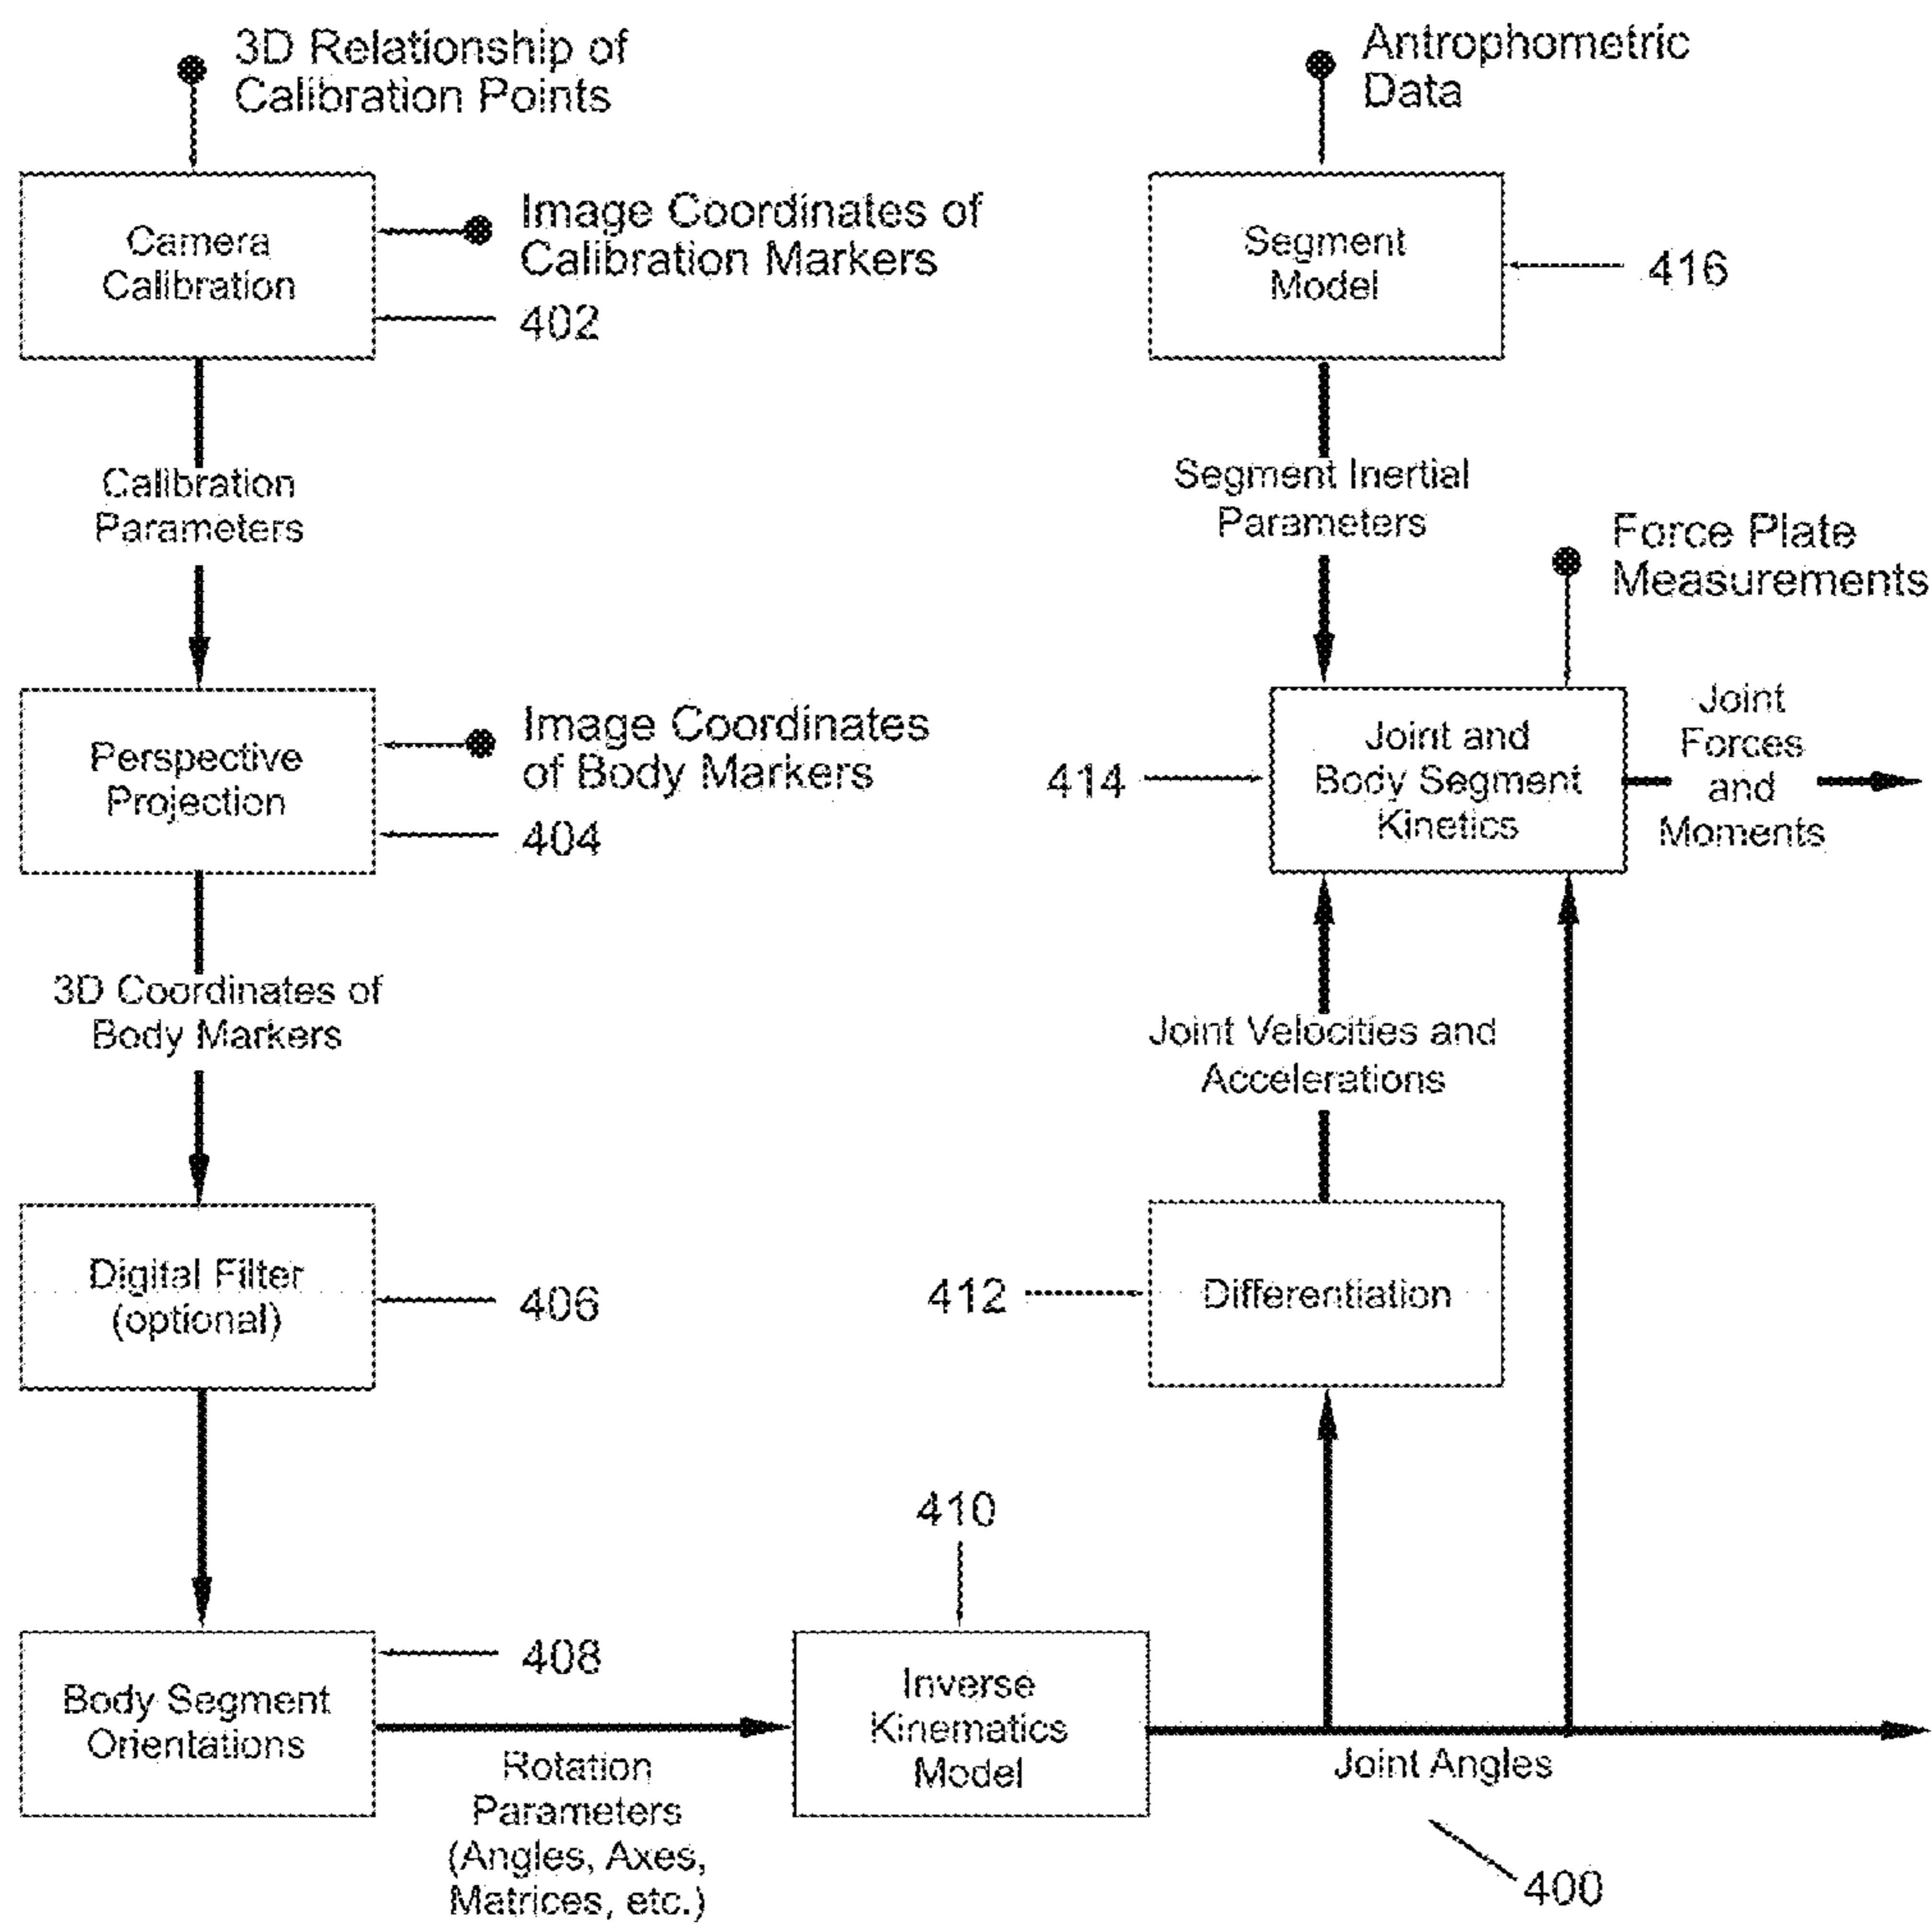 3D Relationship of
Calibration Points
Camera
Calibration
Image Coordinates of
Calibration Markers
402
Calibration
Parameters
Perspective
Projection
Image Coordinates
of Body Markers
404
3D Coordinates of
Body Markers
Digital Filter
(optional)
406
Body Segment
Orientations
408
Rotation
Parameters
(Angles, Axes,
Matrices, etc.)
410
Inverse
Kinematics
Model
Joint Angles
400
412
Differentiation
Joint Velocities and
Accelerations
414
Joint and
Body Segment
Kinetics
Joint
Forces
and
Moments
Force Plate
Measurements
Segment Inertial
Parameters
Segment
Model
416
Antrophometric
Data